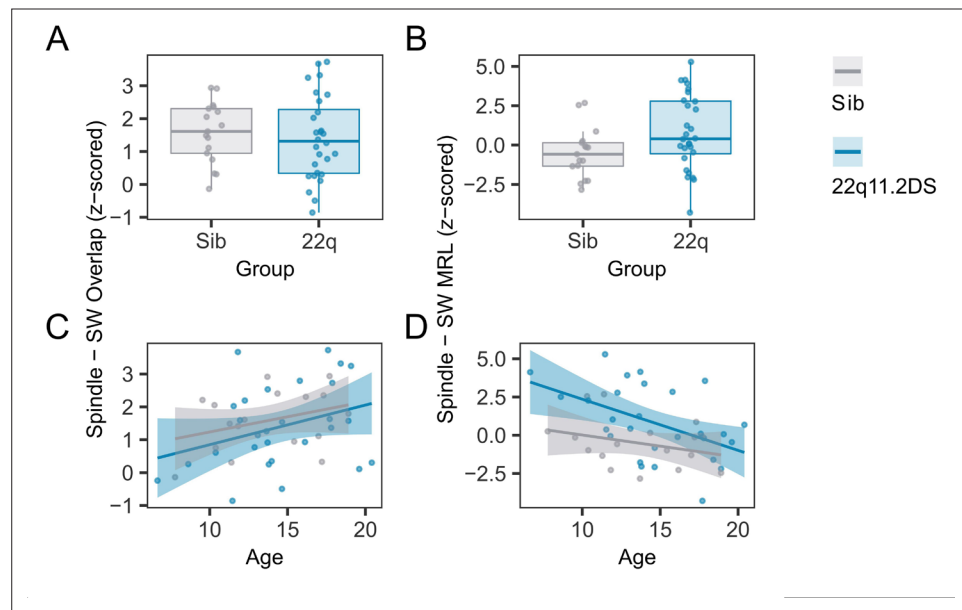 A
B
Spindle − SW Overlap (z−scored)
3
2
1
0
−1
Sib
22q
Group
Spindle − SW MRL (z−scored)
5.0
2.5
0.0
−2.5
Sib
22q
Group
Sib
22q11.2DS
C
D
3
2
1
0
−1
10
15
20
Age
5.0
2.5
0.0
−2.5
10
15
20
Age